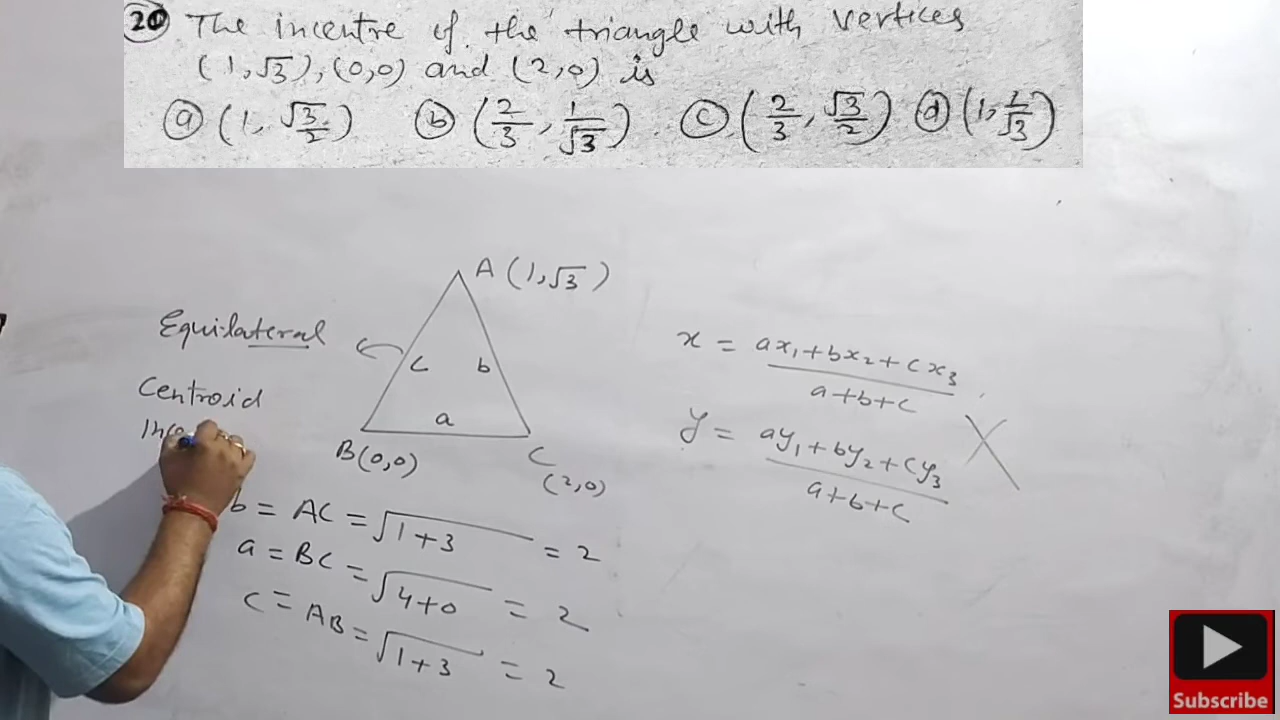 20 The incentre of the triangle with vertices
(1,√3), (0,0) and (2,0) is
(a) (1, √3/2) (b) (2/3, 1/√3) (c) (2/3, √3/2) (d) (1, 1/√3)
A (1,√3)
Equilateral
c b
a
Centroid
B(0,0)
C
(2,0)
b = AC = √1+3 = 2
a = BC = √4+0 = 2
c = AB = √1+3 = 2
x = ax₁+bx₂+cx₃
a+b+c
y = ay₁+by₂+cy₃
a+b+c
Subscribe